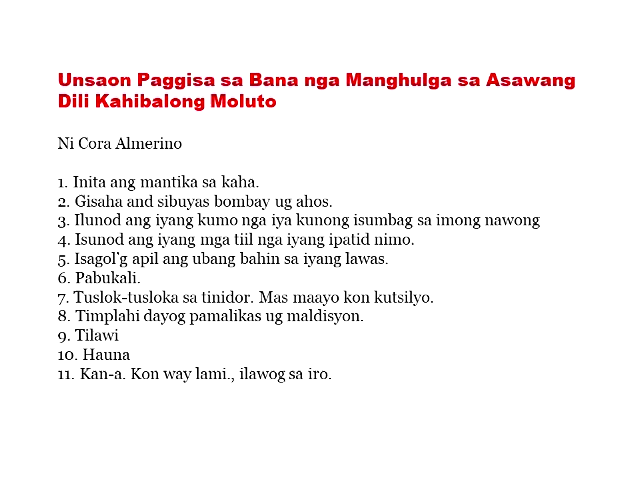 Unsaon Paggisa sa Bana nga Manghulga sa Asawang
Dili Kahibalong Moluto
Ni Cora Almerino
1. Inita ang mantika sa kaha.
2. Gisaha and sibuyas bombay ug ahos.
3. Ilunod ang iyang kumo nga iya kunong isumbag sa imong nawong
4. Isunod ang iyang mga tiil nga iyang ipatid nimo.
5. Isagol'g apil ang ubang bahin sa iyang lawas.
6. Pabukali.
7. Tuslok-tusloka sa tinidor. Mas maayo kon kutsilyo.
8. Timplahi dayog pamalikas ug maldisyon.
9. Tilawi
10. Hauna
11. Kan-a. Kon way lami., ilawog sa iro.